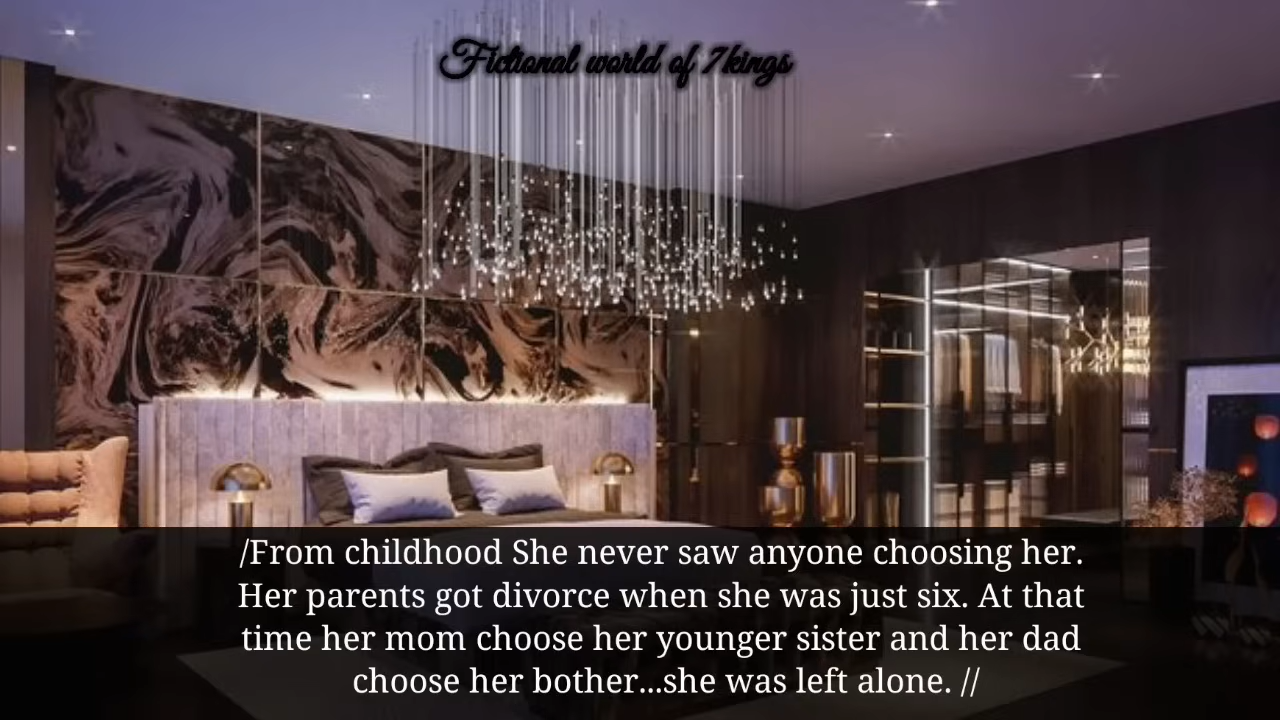 Fictional world of 7kings
/From childhood She never saw anyone choosing her.
Her parents got divorce when she was just six. At that
time her mom choose her younger sister and her dad
choose her bother...she was left alone. //